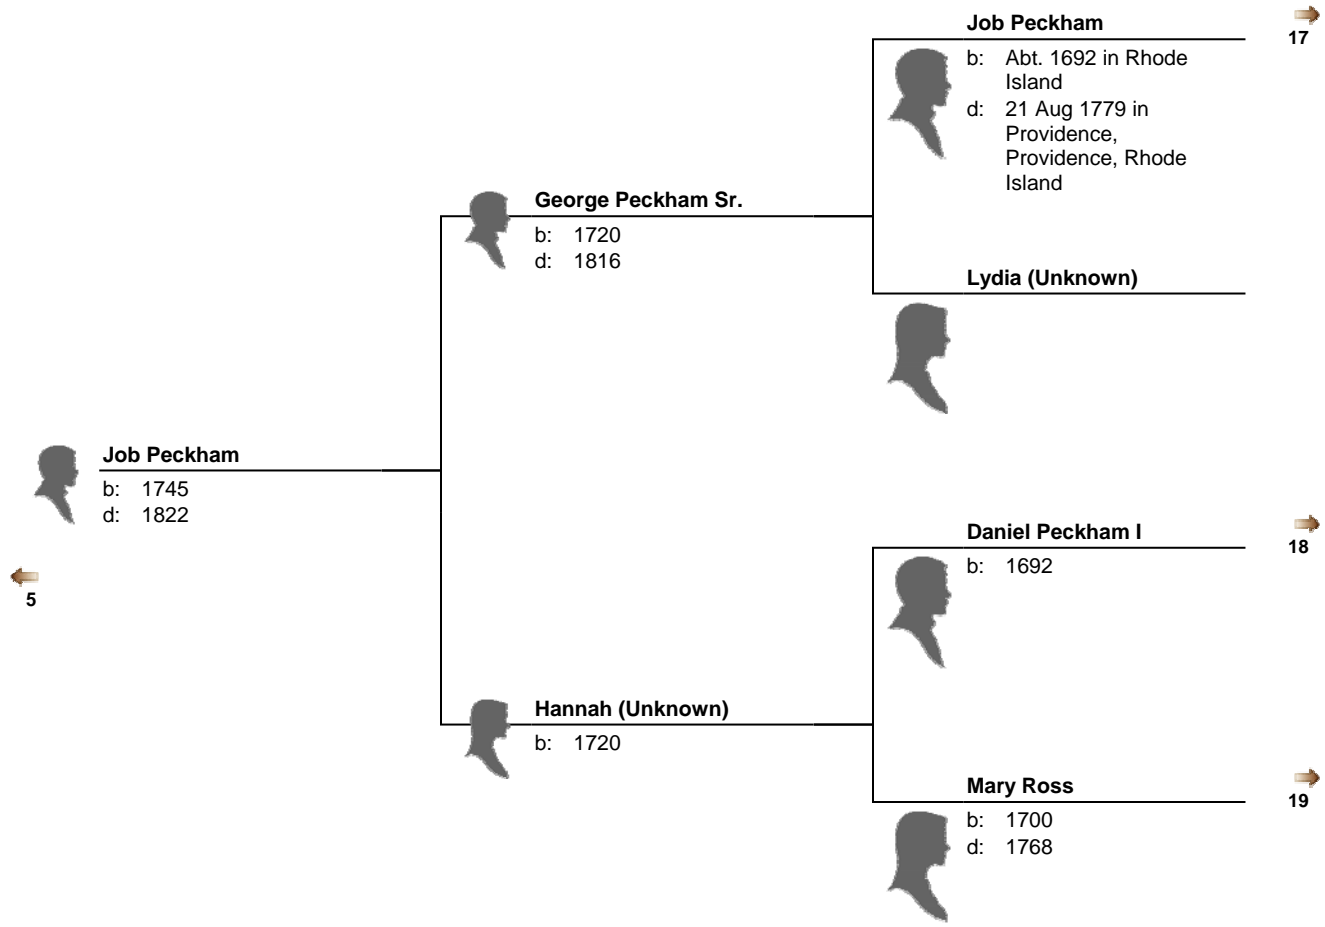 Job Peckham
17
b: Abt. 1692 in Rhode
Island
d: 21 Aug 1779 in
Providence,
Providence, Rhode
Island
George Peckham Sr.
b: 1720
d: 1816
Lydia (Unknown)
Job Peckham
b: 1745
d: 1822
Daniel Peckham I
18
b: 1692
5
Hannah (Unknown)
b: 1720
Mary Ross
19
b: 1700
d: 1768